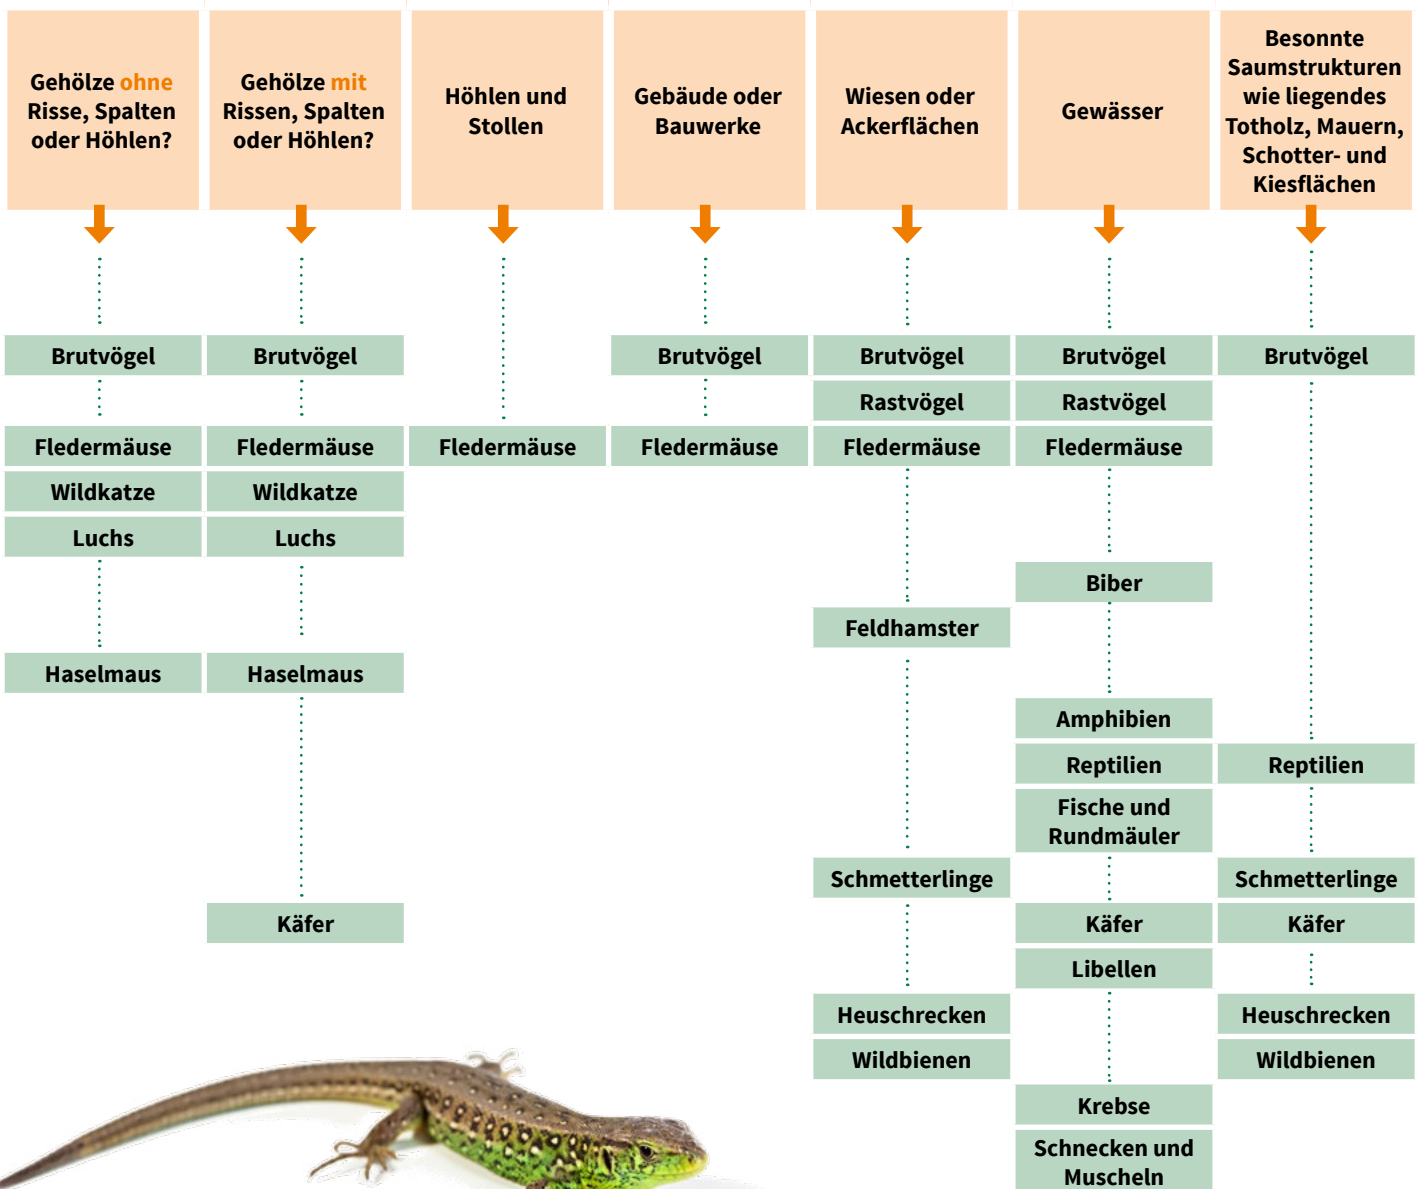 Gehölze ohne
Risse, Spalten
oder Höhlen?
Gehölze mit
Rissen, Spalten
oder Höhlen?
Höhlen und
Stollen
Gebäude oder
Bauwerke
Wiesen oder
Ackerflächen
Gewässer
Besonnte
Saumstrukturen
wie liegendes
Totholz, Mauern,
Schotter- und
Kiesflächen
Brutvögel
Brutvögel
Brutvögel
Brutvögel
Brutvögel
Brutvögel
Rastvögel
Rastvögel
Fledermäuse
Fledermäuse
Fledermäuse
Fledermäuse
Fledermäuse
Fledermäuse
Wildkatze
Wildkatze
Luchs
Luchs
Biber
Feldhamster
Haselmaus
Haselmaus
Amphibien
Reptilien
Reptilien
Fische und
Rundmäuler
Schmetterlinge
Schmetterlinge
Käfer
Käfer
Käfer
Libellen
Heuschrecken
Heuschrecken
Wildbienen
Wildbienen
Krebse
Schnecken und
Muscheln